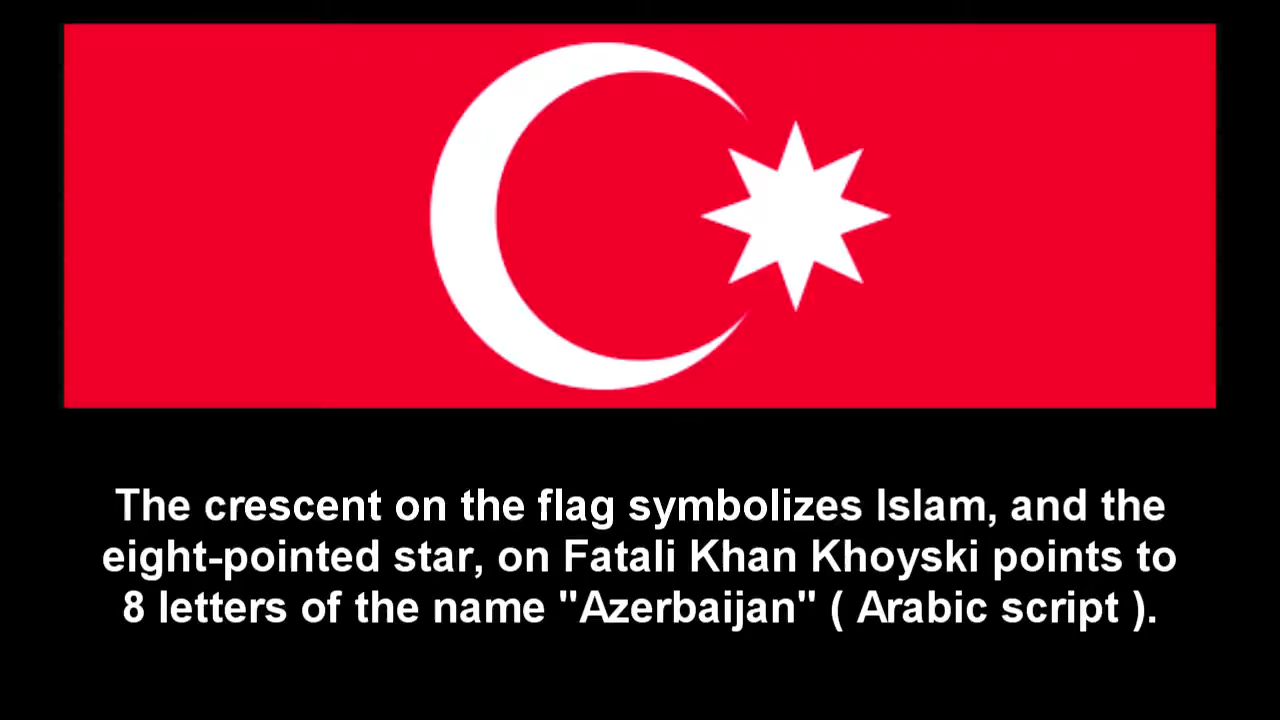 The crescent on the flag symbolizes Islam, and the
eight-pointed star, on Fatali Khan Khoyski points to
8 letters of the name "Azerbaijan" ( Arabic script ).